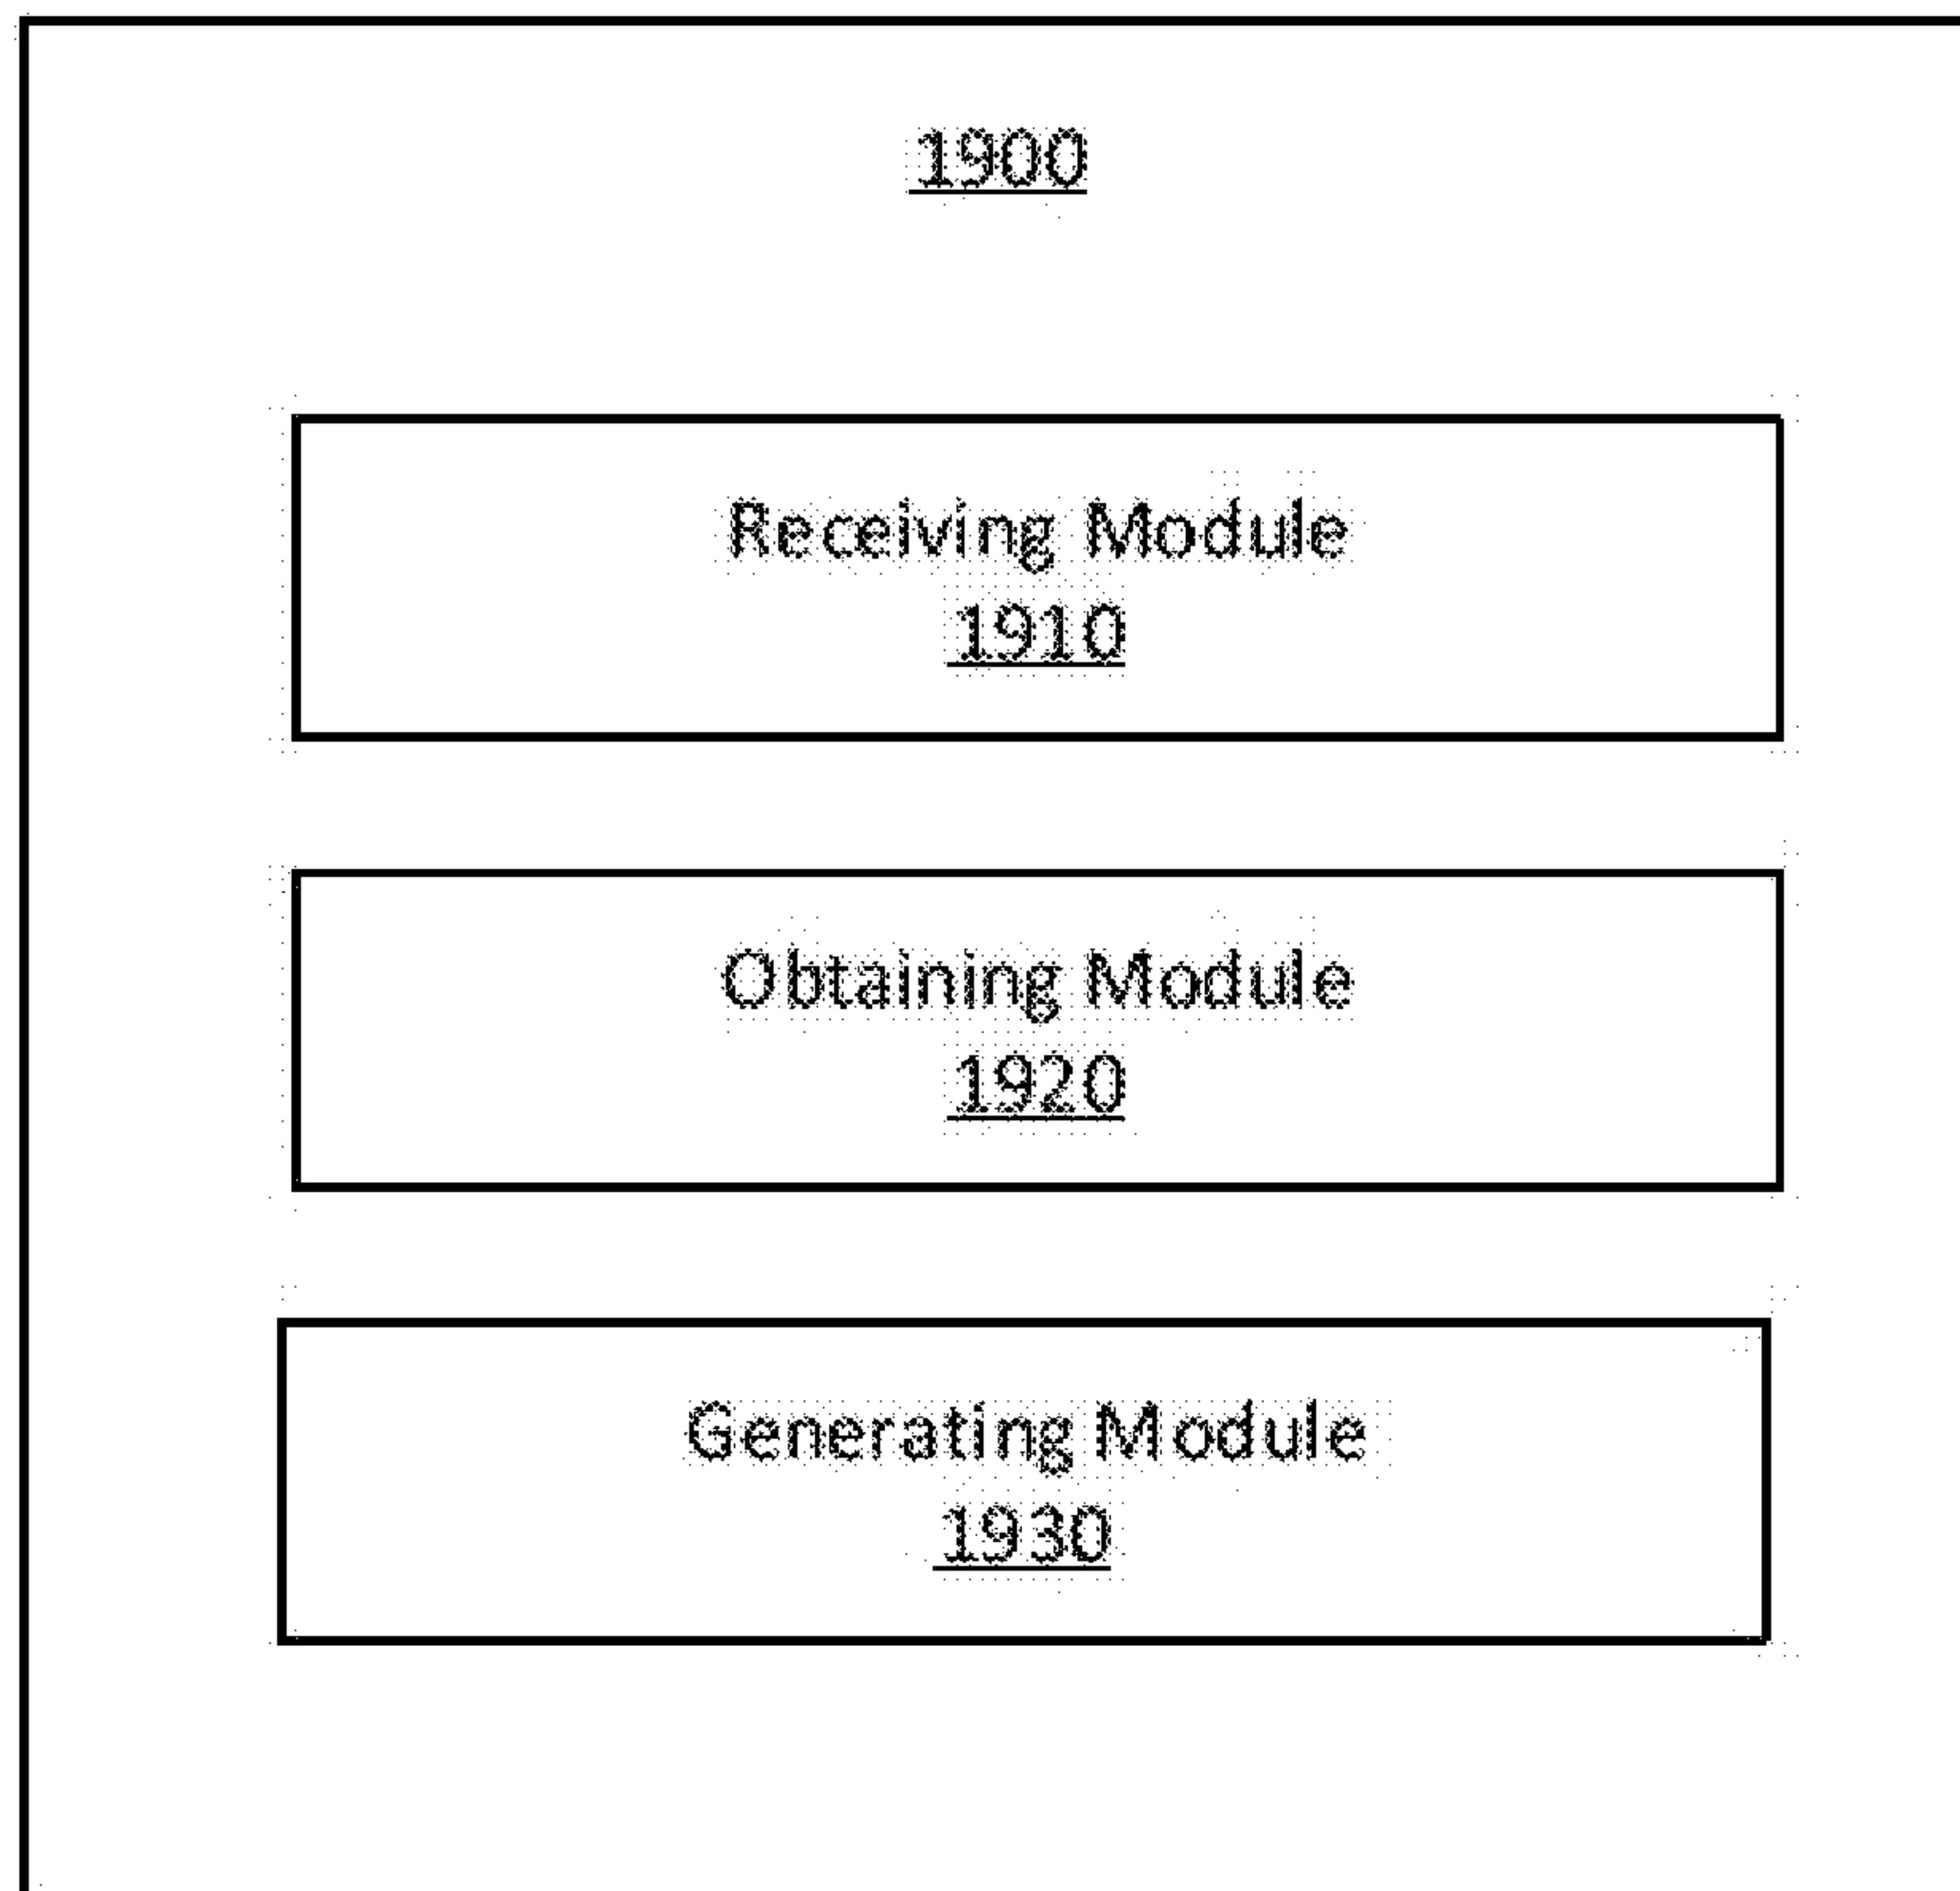 1900
Receiving Module
1910
Obtaining Module
1920
Generating Module
1930